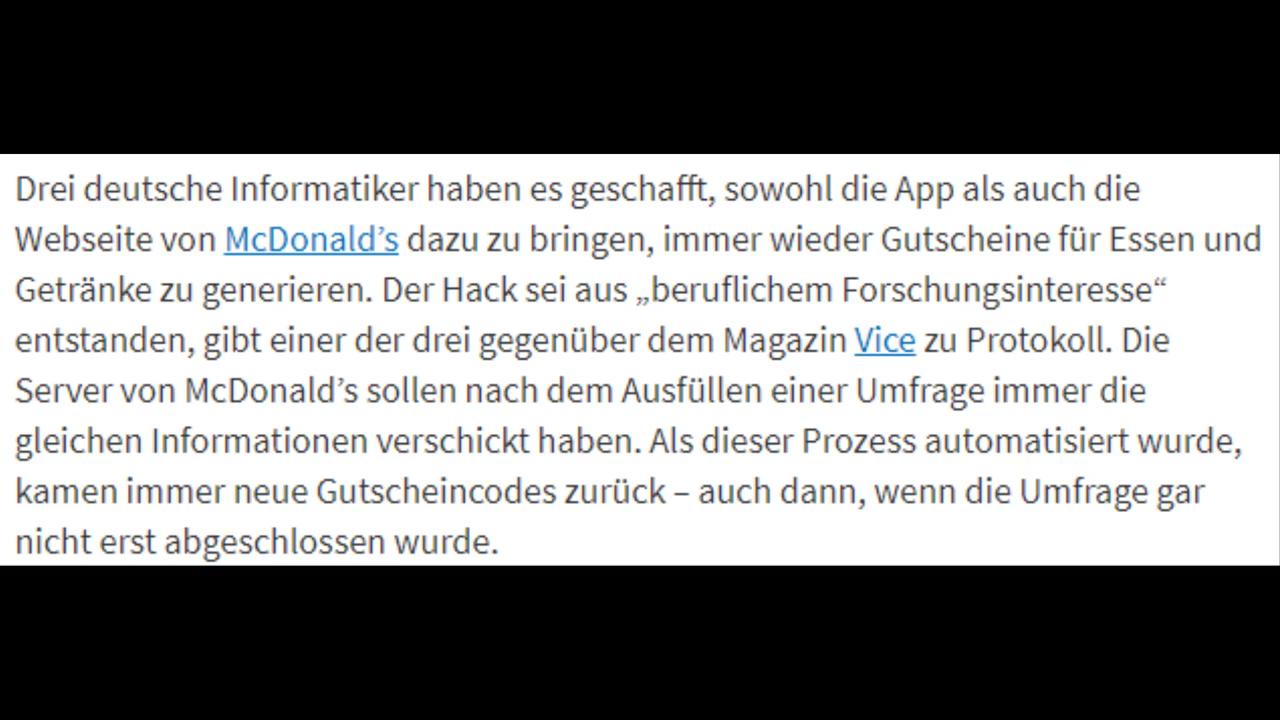 Drei deutsche Informatiker haben es geschafft, sowohl die App als auch die
Webseite von McDonald’s dazu zu bringen, immer wieder Gutscheine für Essen und
Getränke zu generieren. Der Hack sei aus „beruflichem Forschungsinteresse“
entstanden, gibt einer der drei gegenüber dem Magazin Vice zu Protokoll. Die
Server von McDonald’s sollen nach dem Ausfüllen einer Umfrage immer die
gleichen Informationen verschickt haben. Als dieser Prozess automatisiert wurde,
kamen immer neue Gutscheincodes zurück – auch dann, wenn die Umfrage gar
nicht erst abgeschlossen wurde.